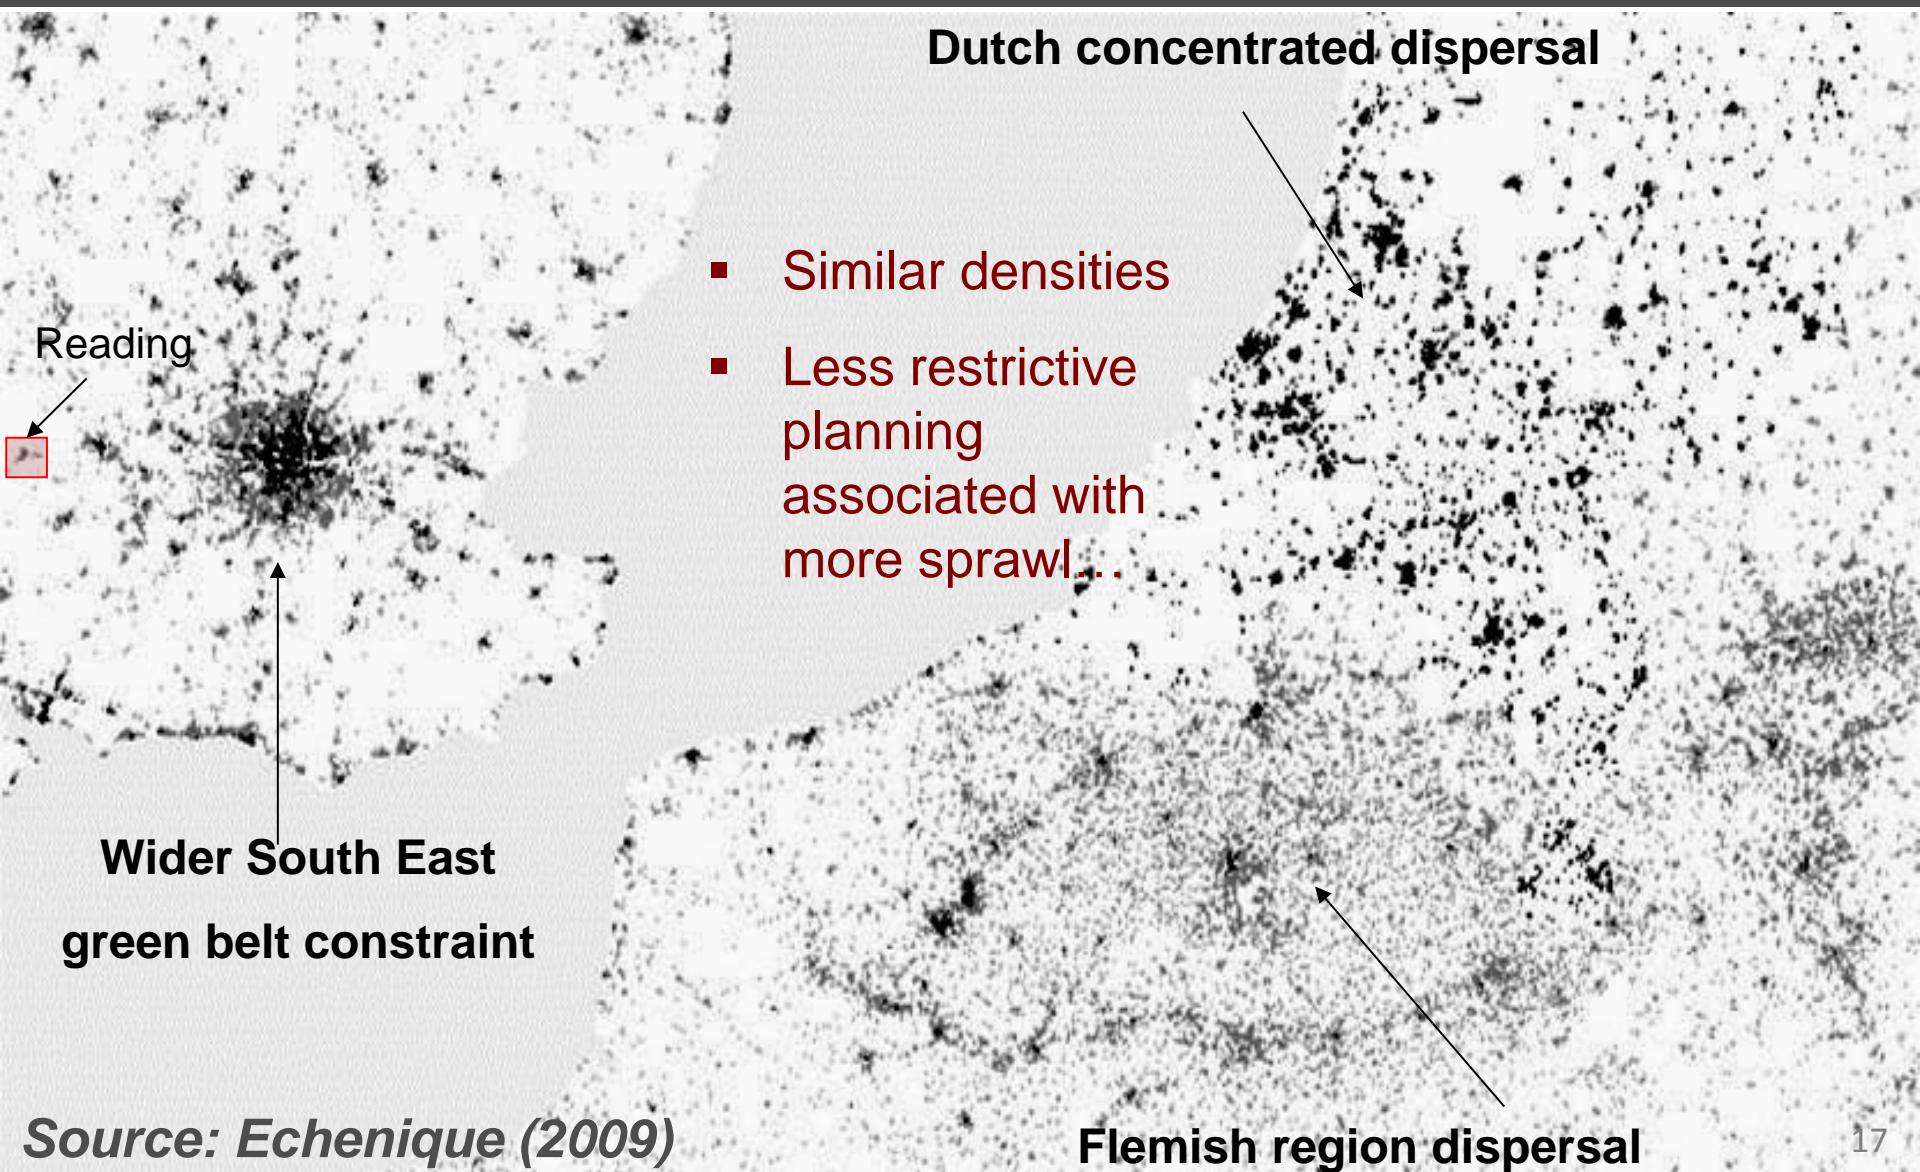 Dutch concentrated dispersal
▪ Similar densities
Reading
▪ Less restrictive
planning
associated with
more sprawl…
Wider South East
green belt constraint
Source: Echenique (2009)
Flemish region dispersal
17